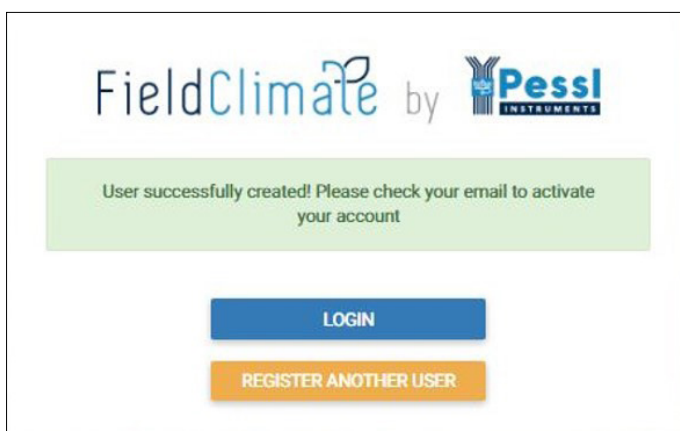 FieldClimate by Pessl
INSTRUMENTS
User successfully created! Please check your email to activate
your account
LOGIN
REGISTER ANOTHER USER